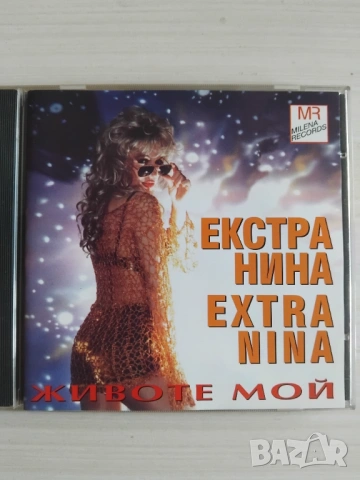 MR
MILENA
RECORDS
ЕКСТРА
НИНА
EXTRA
NINA
ЖИВОТЕ МОЙ
BAZAR